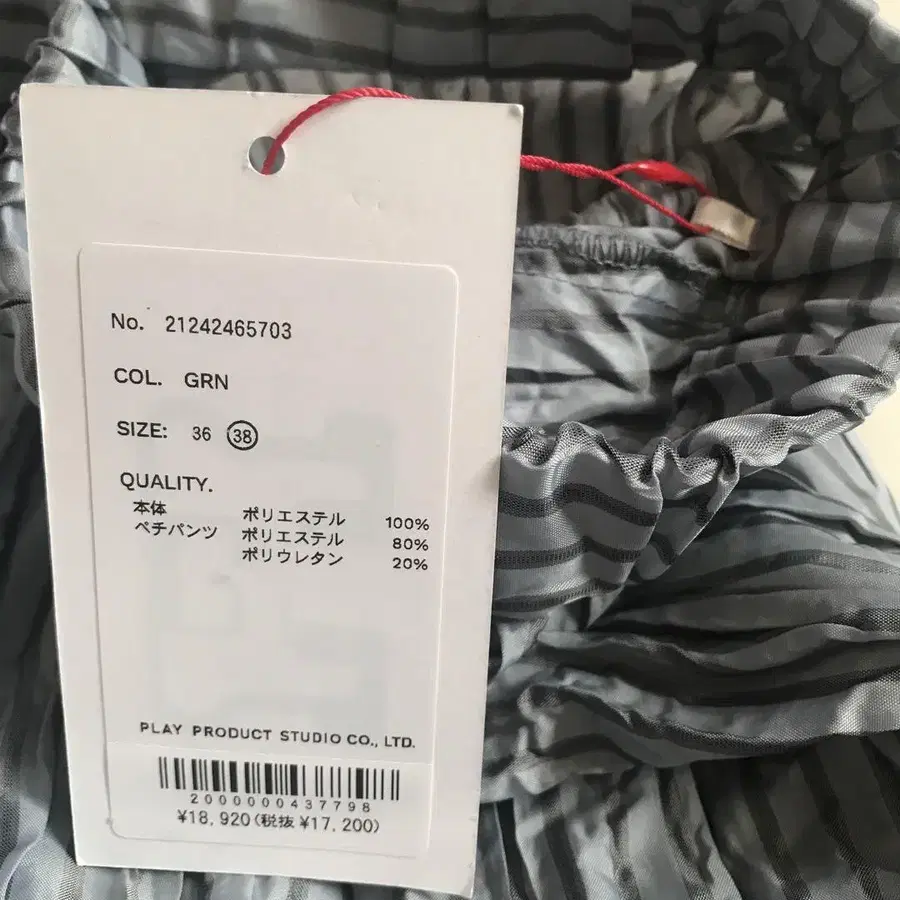 No. 21242465703
COL. GRN
SIZE: 36 38
QUALITY.
本体 ポリエステル 100%
ペチパンツ ポリエステル 80%
ポリウレタン 20%
PLAY PRODUCT STUDIO CO., LTD.
2000000437798
¥18,920(税抜 ¥17,200)